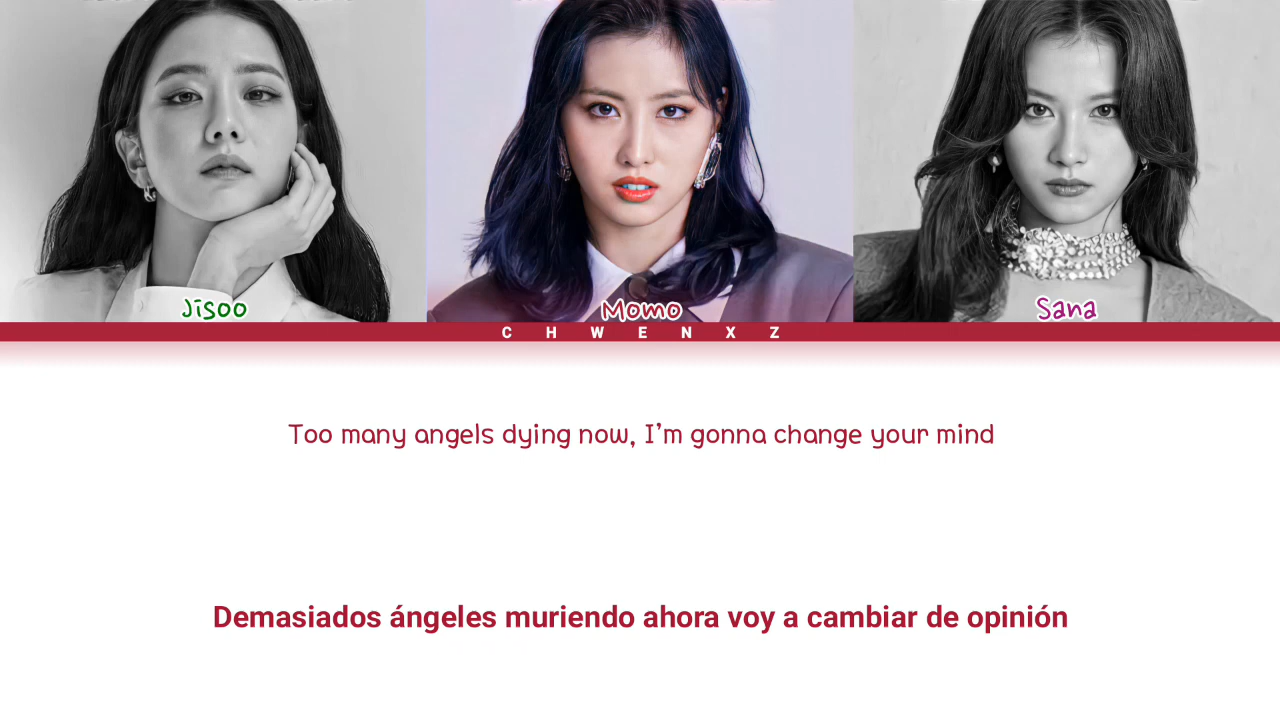 Jisoo
Momo
Sana
CHWENXZ
Too many angels dying now, I'm gonna change your mind
Demasiados ángeles muriendo ahora voy a cambiar de opinión